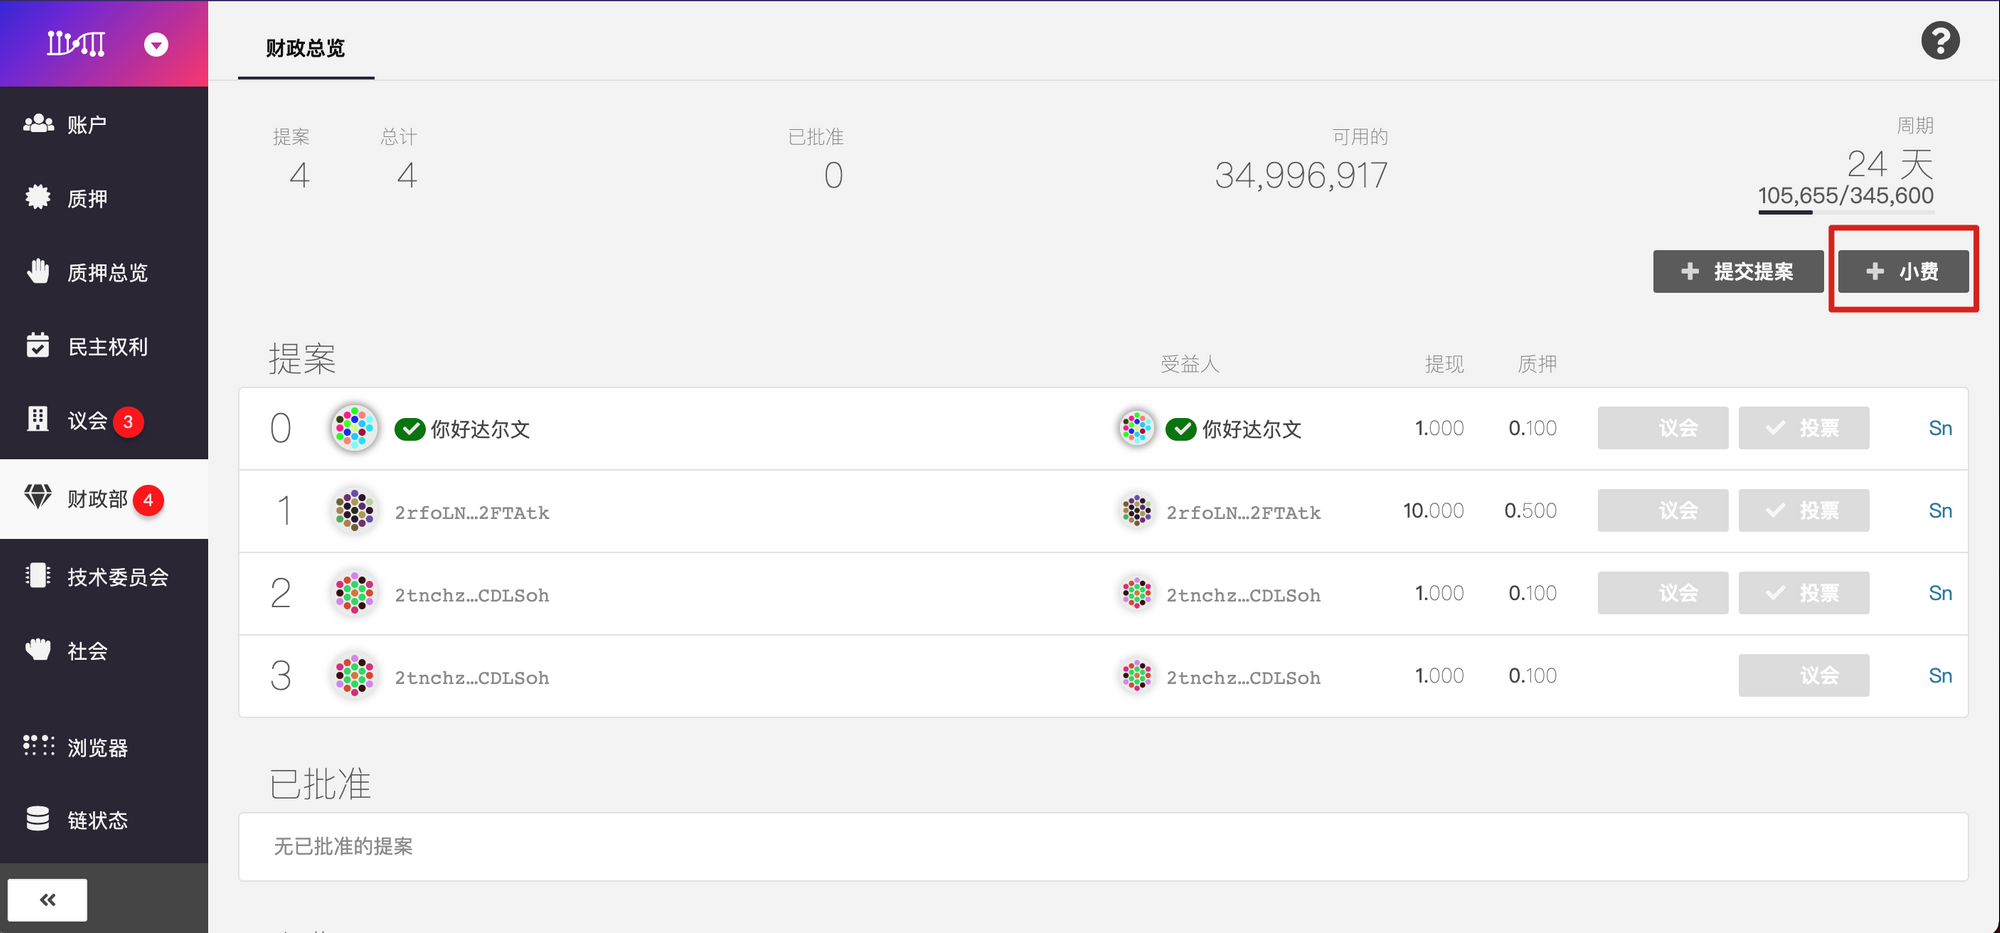 财政总览
账户
质押
质押总览
民主权利
议会 3
财政部 4
技术委员会
社会
浏览器
链状态
提案
4
总计
4
已批准
0
可用的
34,996,917
周期
24 天
105,655/345,600
提交提案
小费
提案 受益人 提现 质押
0 你好达尔文 你好达尔文 1.000 0.100 议会 投票 Sn
1 2rfoLN…2FTAtk 2rfoLN…2FTAtk 10.000 0.500 议会 投票 Sn
2 2tnchz…CDLSoh 2tnchz…CDLSoh 1.000 0.100 议会 投票 Sn
3 2tnchz…CDLSoh 2tnchz…CDLSoh 1.000 0.100 议会 Sn
已批准
无已批准的提案